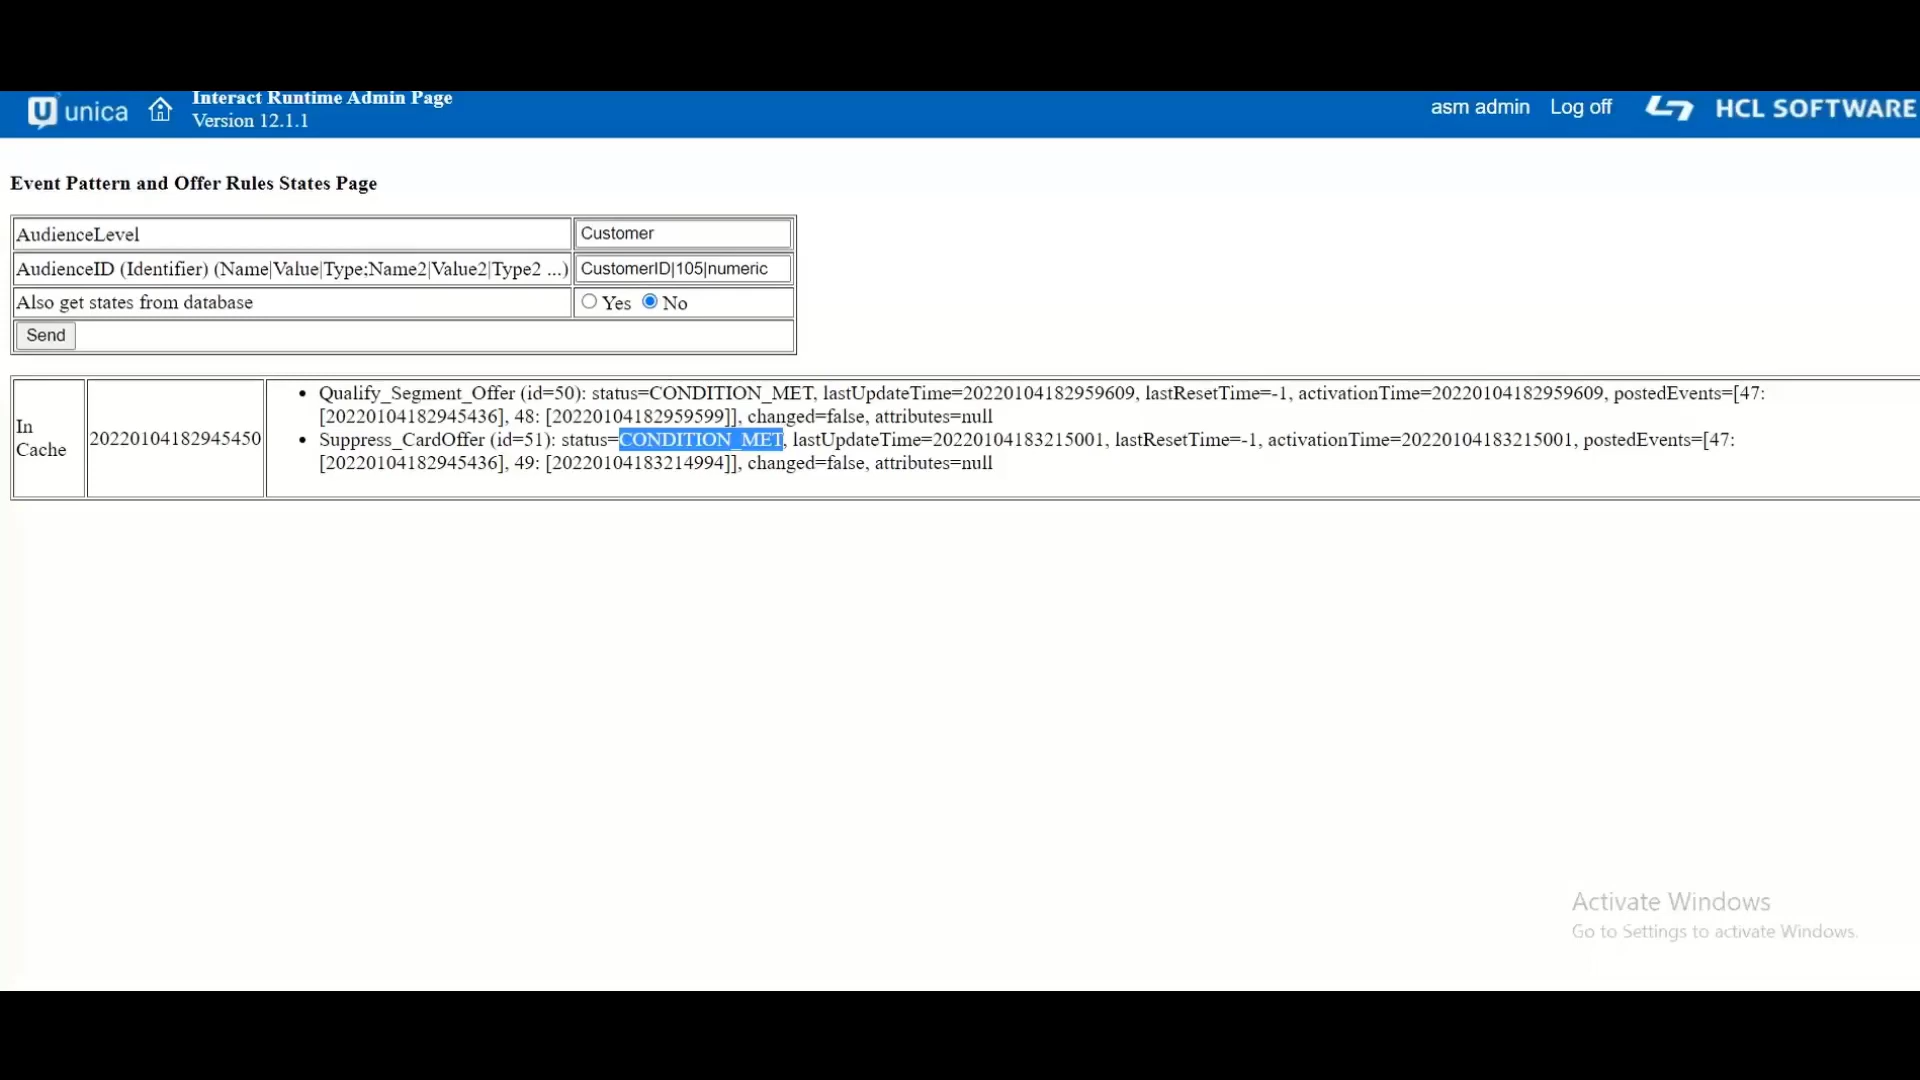 unica
Interact Runtime Admin Page
Version 12.1.1
asm admin Log off HCL SOFTWARE
Event Pattern and Offer Rules States Page
AudienceLevel Customer
AudienceID (Identifier) (Name|Value|Type;Name2|Value2|Type2 ...) CustomerID|105|numeric
Also get states from database Yes No
Send
In Cache
20220104182945450
• Qualify_Segment_Offer (id=50): status=CONDITION_MET, lastUpdateTime=20220104182959609, lastResetTime=-1, activationTime=20220104182959609, postedEvents=[47:
[20220104182945436], 48: [20220104182959599]], changed=false, attributes=null
• Suppress_CardOffer (id=51): status=CONDITION_MET, lastUpdateTime=20220104183215001, lastResetTime=-1, activationTime=20220104183215001, postedEvents=[47:
[20220104182945436], 49: [20220104183214994]], changed=false, attributes=null
Activate Windows
Go to Settings to activate Windows.